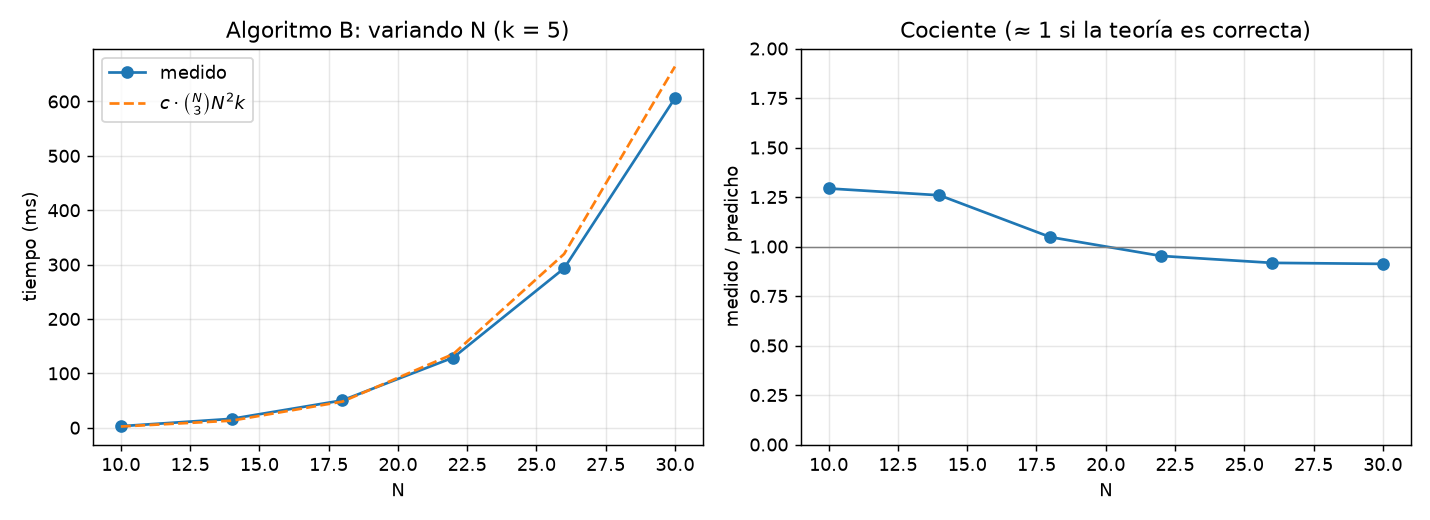 Algoritmo B: variando N (k = 5)
medido
c · (N 3) N² k
600
500
400
300
200
100
0
tiempo (ms)
10.0 12.5 15.0 17.5 20.0 22.5 25.0 27.5 30.0
N
Cociente (≈ 1 si la teoría es correcta)
2.00
1.75
1.50
1.25
1.00
0.75
0.50
0.25
0.00
medido / predicho
10.0 12.5 15.0 17.5 20.0 22.5 25.0 27.5 30.0
N